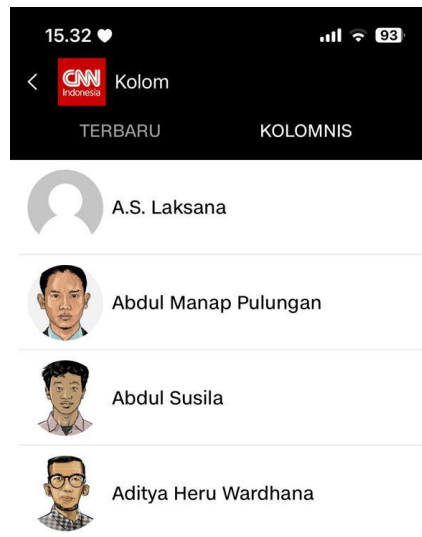 15.32
93
CNN
Indonesia
Kolom
TERBARU
KOLOMNIS
A.S. Laksana
Abdul Manap Pulungan
Abdul Susila
Aditya Heru Wardhana